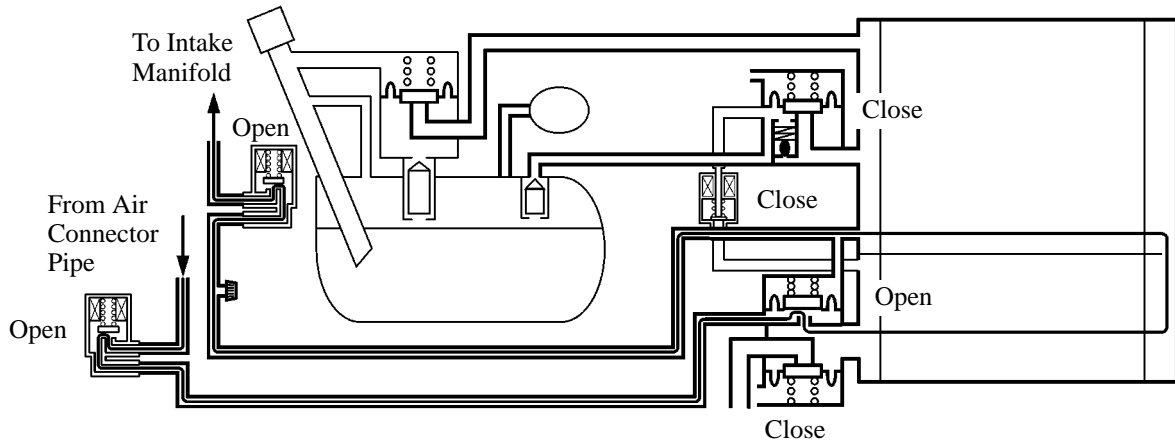 To Intake
Manifold
Open
Close
From Air
Connector
Pipe
Close
Open
Open
Close